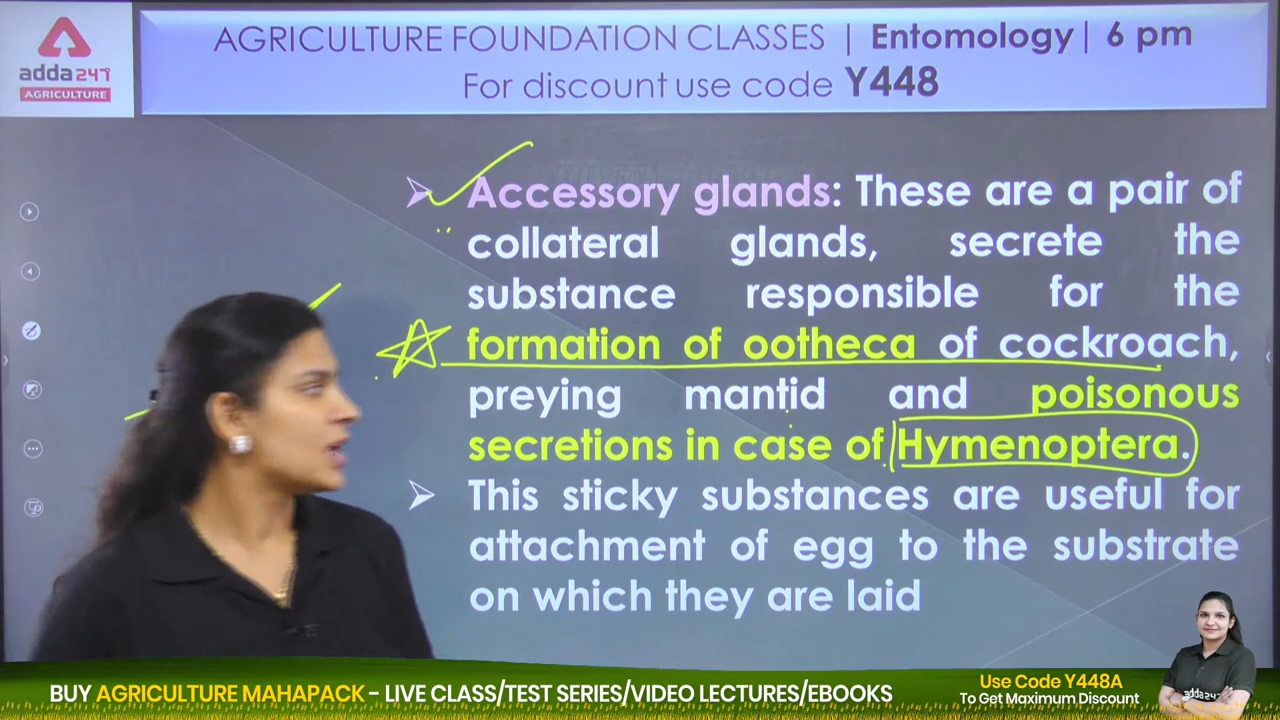 adda247
AGRICULTURE
AGRICULTURE FOUNDATION CLASSES | Entomology| 6 pm
For discount use code Y448
➢ Accessory glands: These are a pair of
collateral glands, secrete the
substance responsible for the
formation of ootheca of cockroach,
preying mantid and poisonous
secretions in case of Hymenoptera.
➢ This sticky substances are useful for
attachment of egg to the substrate
on which they are laid
BUY AGRICULTURE MAHAPACK – LIVE CLASS/TEST SERIES/VIDEO LECTURES/EBOOKS
Use Code Y448A
To Get Maximum Discount
adda247